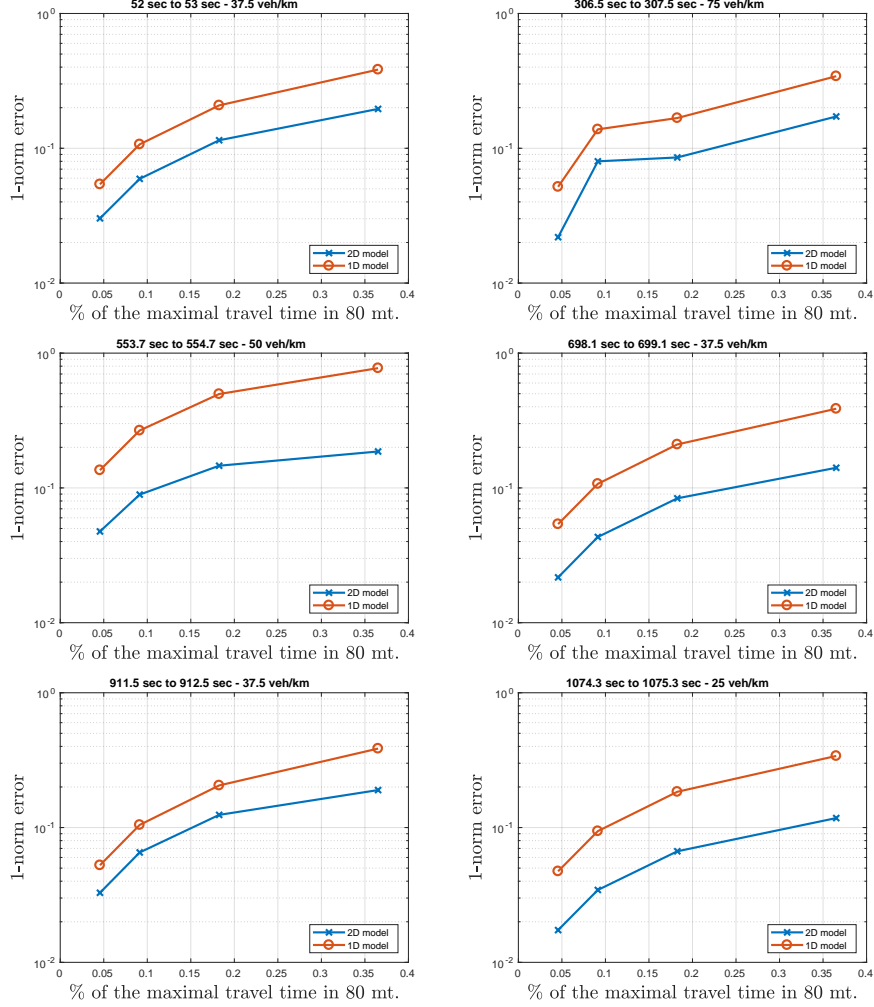 52 sec to 53 sec - 37.5 veh/km
10^0
10^-1
10^-2
1-norm error
2D model
1D model
0 0.05 0.1 0.15 0.2 0.25 0.3 0.35 0.4
% of the maximal travel time in 80 mt.
306.5 sec to 307.5 sec - 75 veh/km
10^0
10^-1
10^-2
1-norm error
2D model
1D model
0 0.05 0.1 0.15 0.2 0.25 0.3 0.35 0.4
% of the maximal travel time in 80 mt.
553.7 sec to 554.7 sec - 50 veh/km
10^0
10^-1
10^-2
1-norm error
2D model
1D model
0 0.05 0.1 0.15 0.2 0.25 0.3 0.35 0.4
% of the maximal travel time in 80 mt.
698.1 sec to 699.1 sec - 37.5 veh/km
10^0
10^-1
10^-2
1-norm error
2D model
1D model
0 0.05 0.1 0.15 0.2 0.25 0.3 0.35 0.4
% of the maximal travel time in 80 mt.
911.5 sec to 912.5 sec - 37.5 veh/km
10^0
10^-1
10^-2
1-norm error
2D model
1D model
0 0.05 0.1 0.15 0.2 0.25 0.3 0.35 0.4
% of the maximal travel time in 80 mt.
1074.3 sec to 1075.3 sec - 25 veh/km
10^0
10^-1
10^-2
1-norm error
2D model
1D model
0 0.05 0.1 0.15 0.2 0.25 0.3 0.35 0.4
% of the maximal travel time in 80 mt.